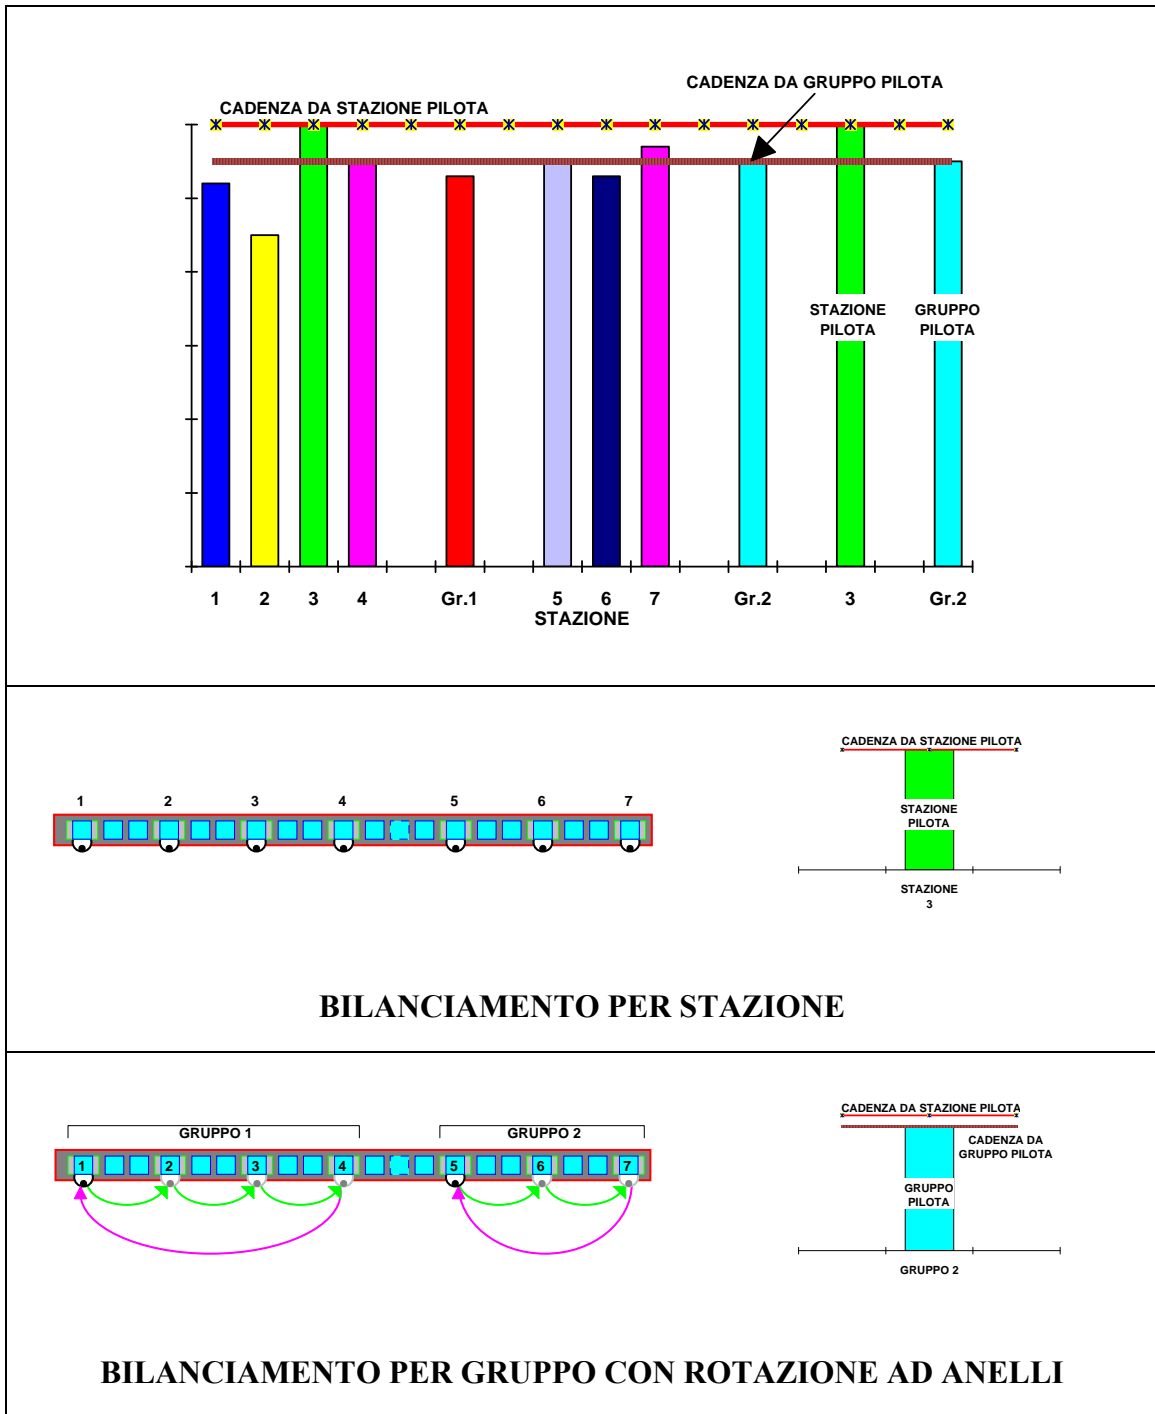 CADENZA DA GRUPPO PILOTA
CADENZA DA STAZIONE PILOTA
STAZIONE
PILOTA
GRUPPO
PILOTA
1 2 3 4 Gr.1 5 6 7 Gr.2 3 Gr.2
STAZIONE
CADENZA DA STAZIONE PILOTA
1 2 3 4 5 6 7
STAZIONE
PILOTA
STAZIONE
3
BILANCIAMENTO PER STAZIONE
CADENZA DA STAZIONE PILOTA
GRUPPO 1 GRUPPO 2
CADENZA DA
GRUPPO PILOTA
1 2 3 4 5 6 7
GRUPPO
PILOTA
GRUPPO 2
BILANCIAMENTO PER GRUPPO CON ROTAZIONE AD ANELLI